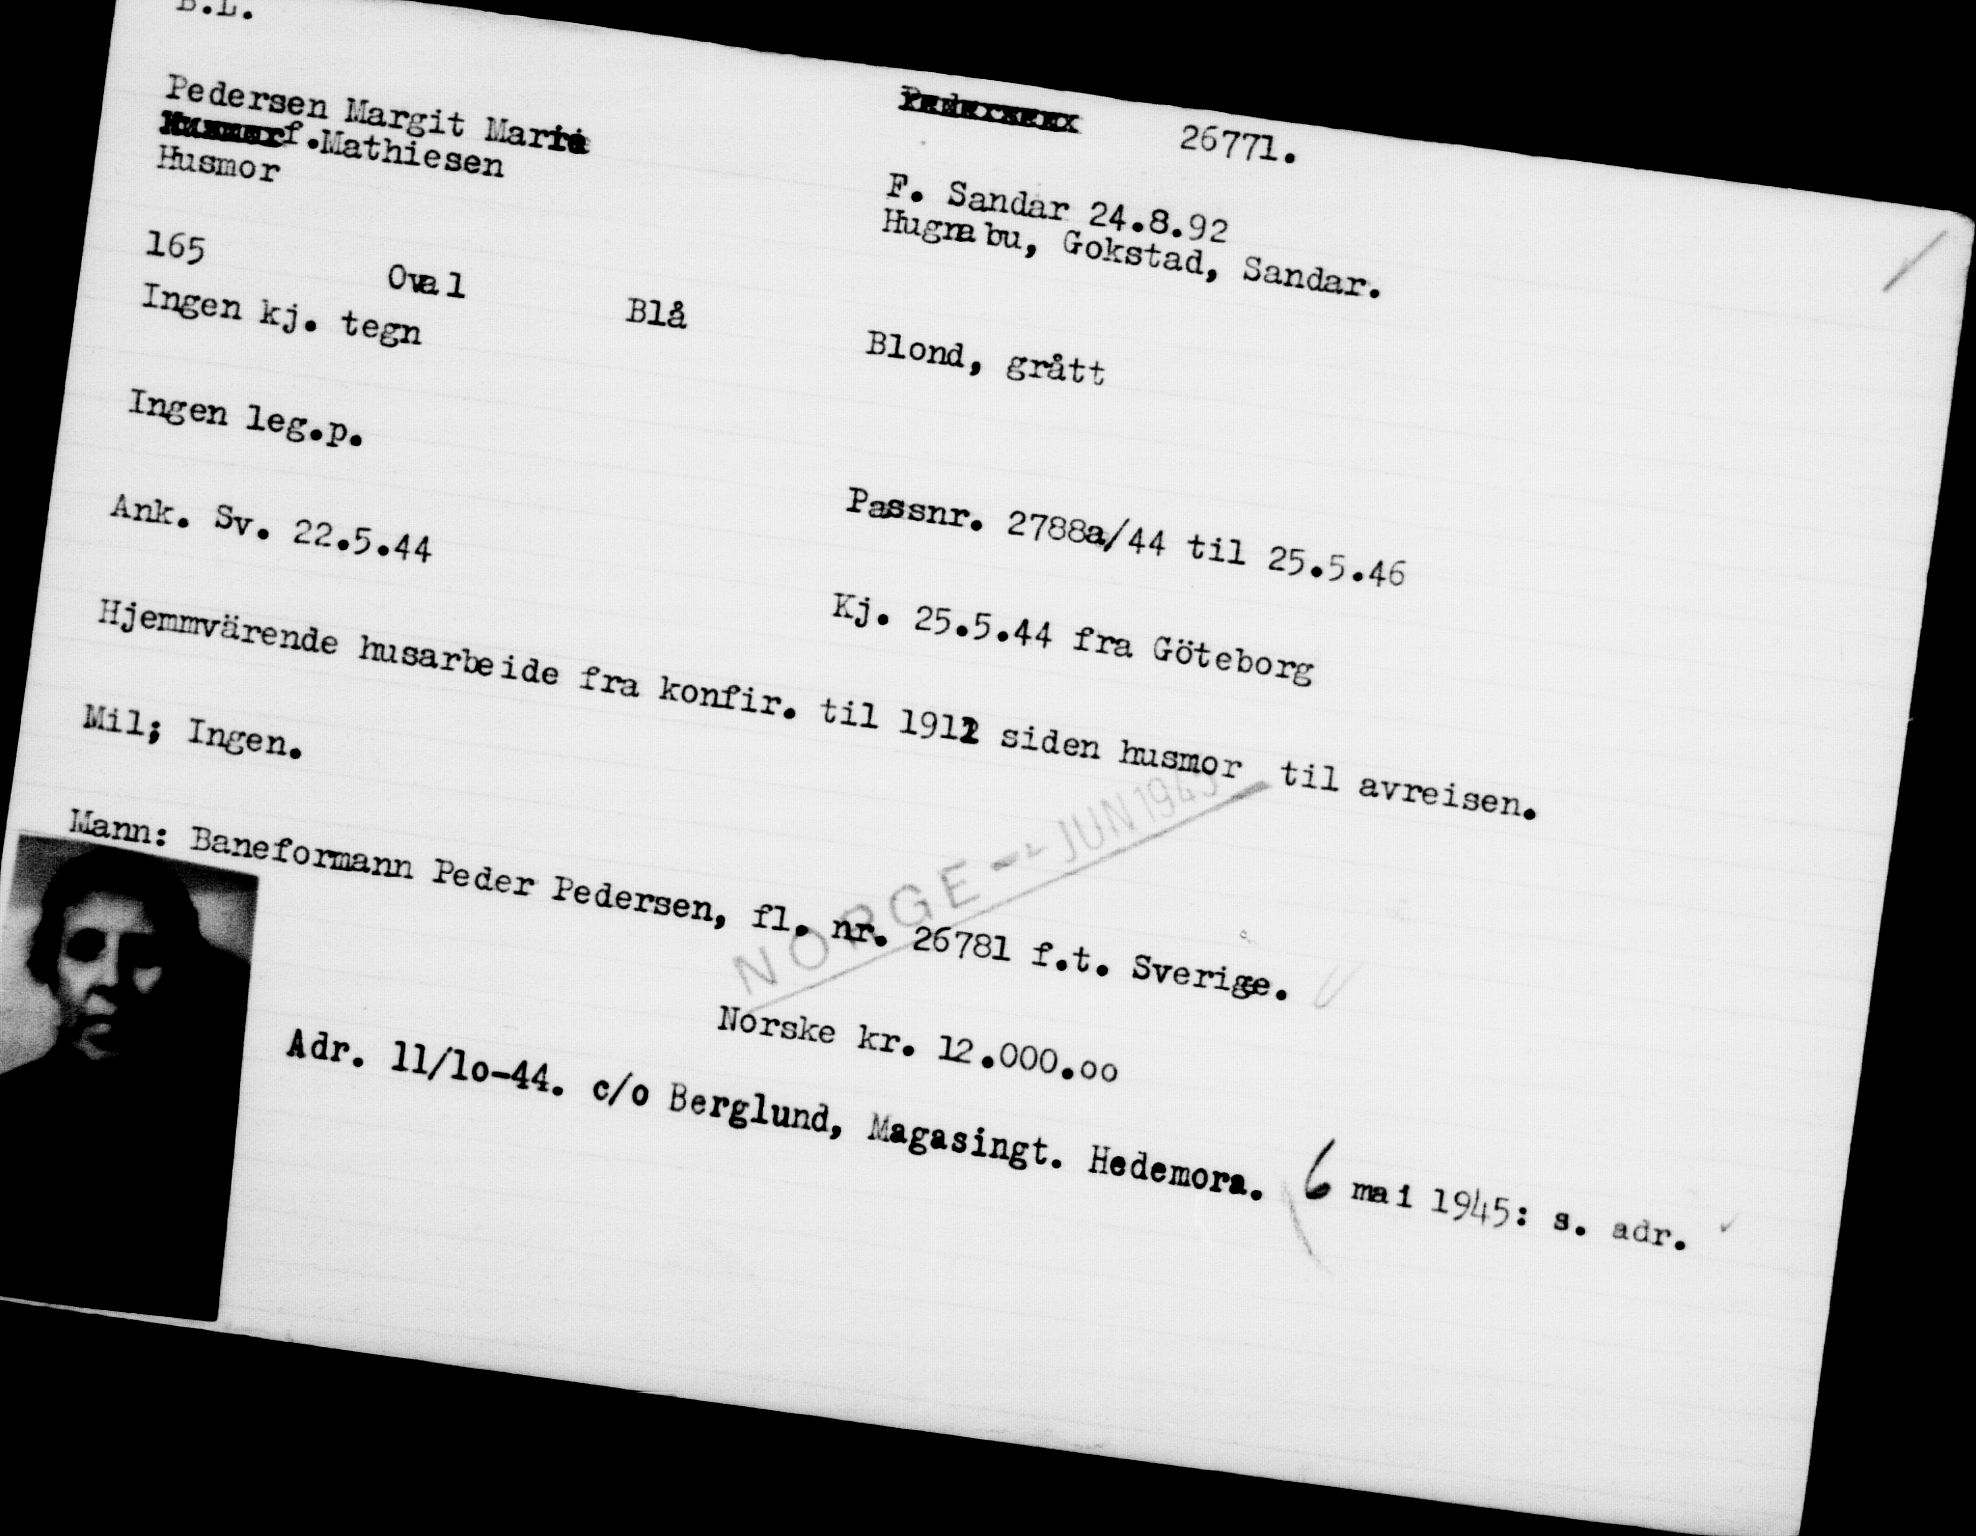 B.L.
Pedersen Margit Marie
26771.
f.Mathiesen
Husmor
F. Sandar 24.8.92
Hugnabu, Gokstad, Sandar.
165 Oval Blå Blond, grått
Ingen kj. tegn
Ingen leg.p.
Passnr. 2788a/44 til 25.5.46
Ank. Sv. 22.5.44
Kj. 25.5.44 fra Göteborg
Hjemmvärende husarbeide fra konfir. til 1912 siden husmor til avreisen.
Mil; Ingen.
NORGE - JUN 1945
Mann: Baneformann Peder Pedersen, fl. nr. 26781 f.t. Sverige.
Norske kr. 12.000.oo
Adr. 11/lo-44. c/o Berglund, Magasingt. Hedemora. 6 mai 1945: s. adr.